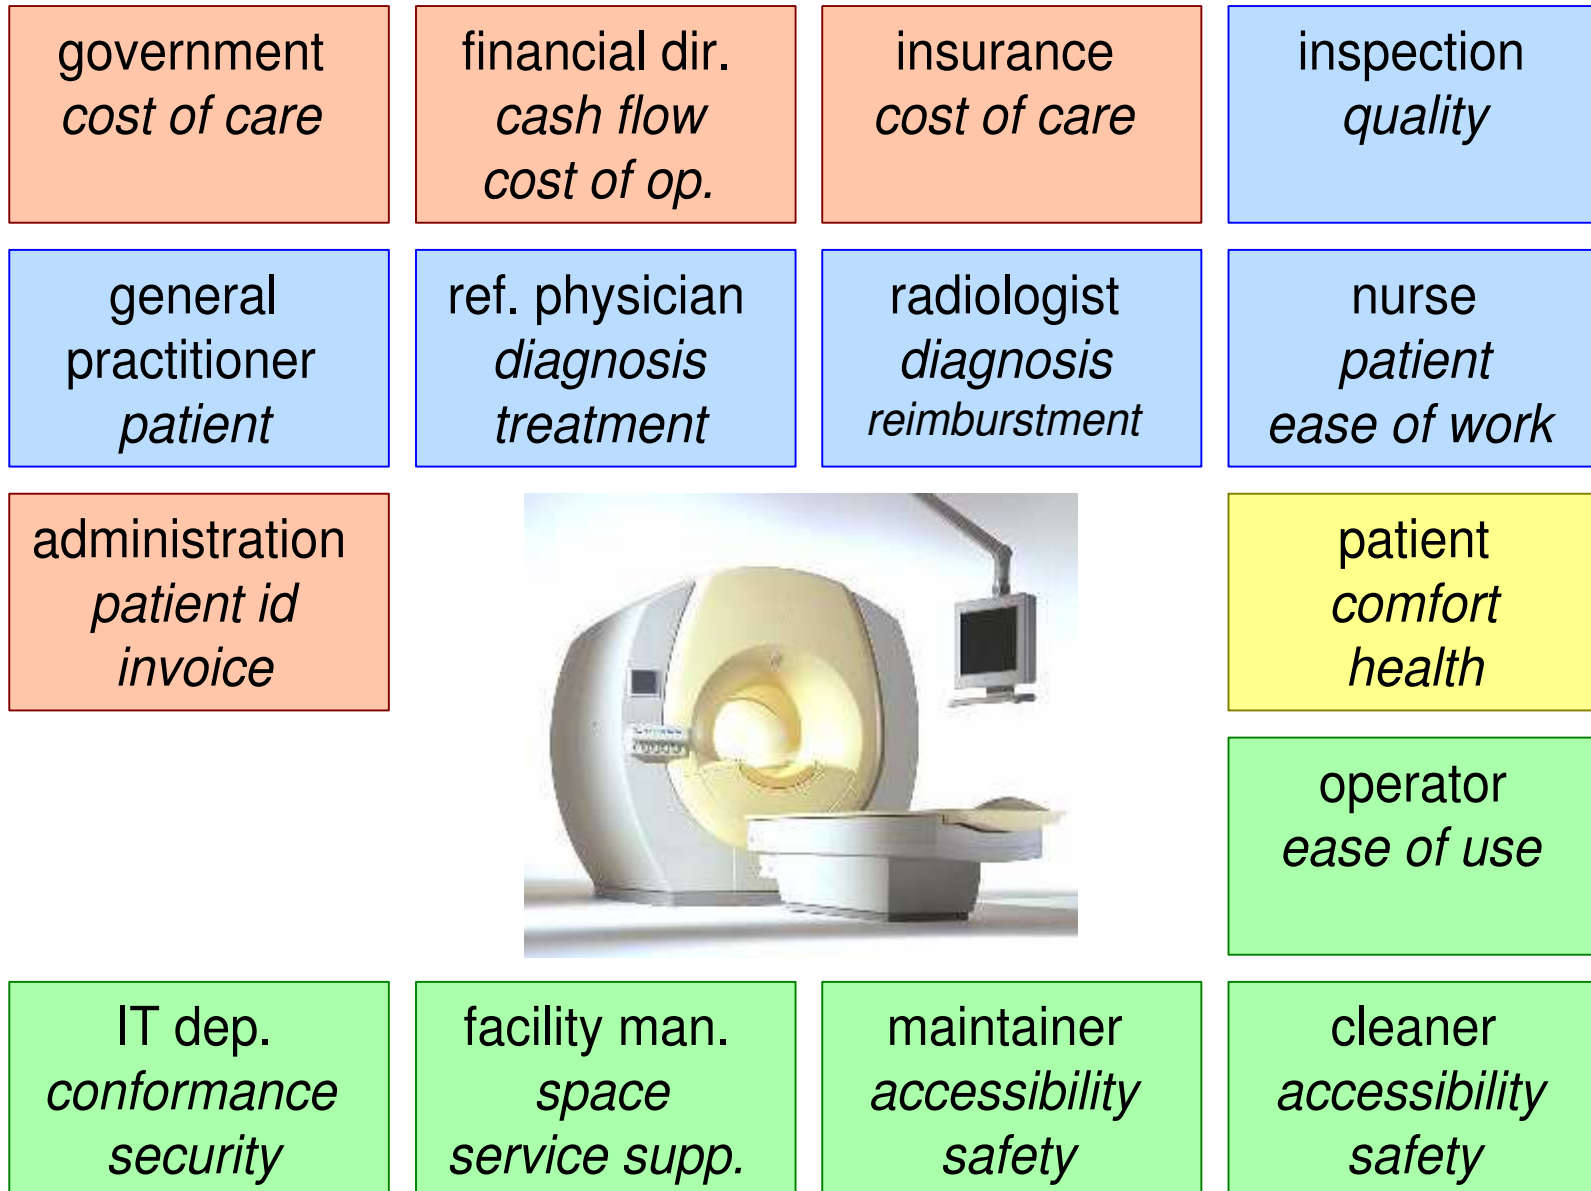 government
cost of care
financial dir.
cash flow
cost of op.
insurance
cost of care
inspection
quality
general
practitioner
patient
ref. physician
diagnosis
treatment
radiologist
diagnosis
reimburstment
nurse
patient
ease of work
administration
patient id
invoice
patient
comfort
health
operator
ease of use
IT dep.
conformance
security
facility man.
space
service supp.
maintainer
accessibility
safety
cleaner
accessibility
safety